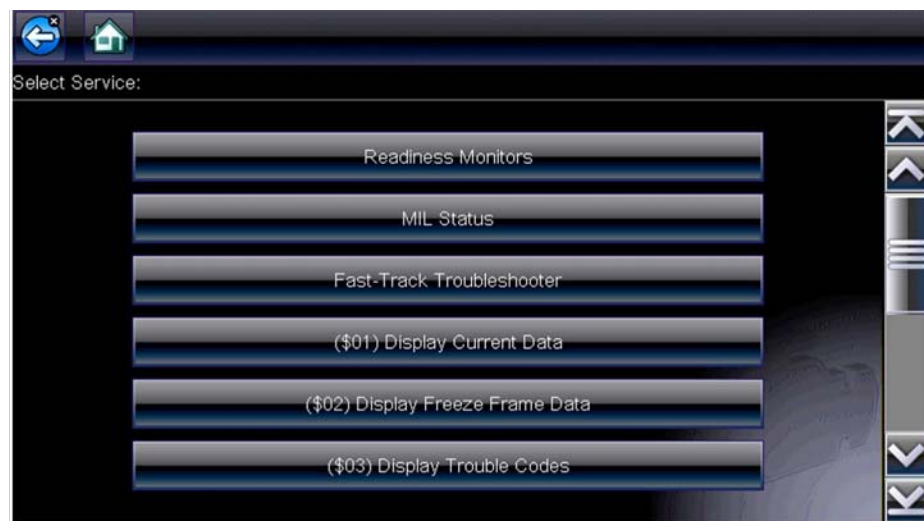 Select Service:
Readiness Monitors
MIL Status
Fast-Track Troubleshooter
($01) Display Current Data
($02) Display Freeze Frame Data
($03) Display Trouble Codes